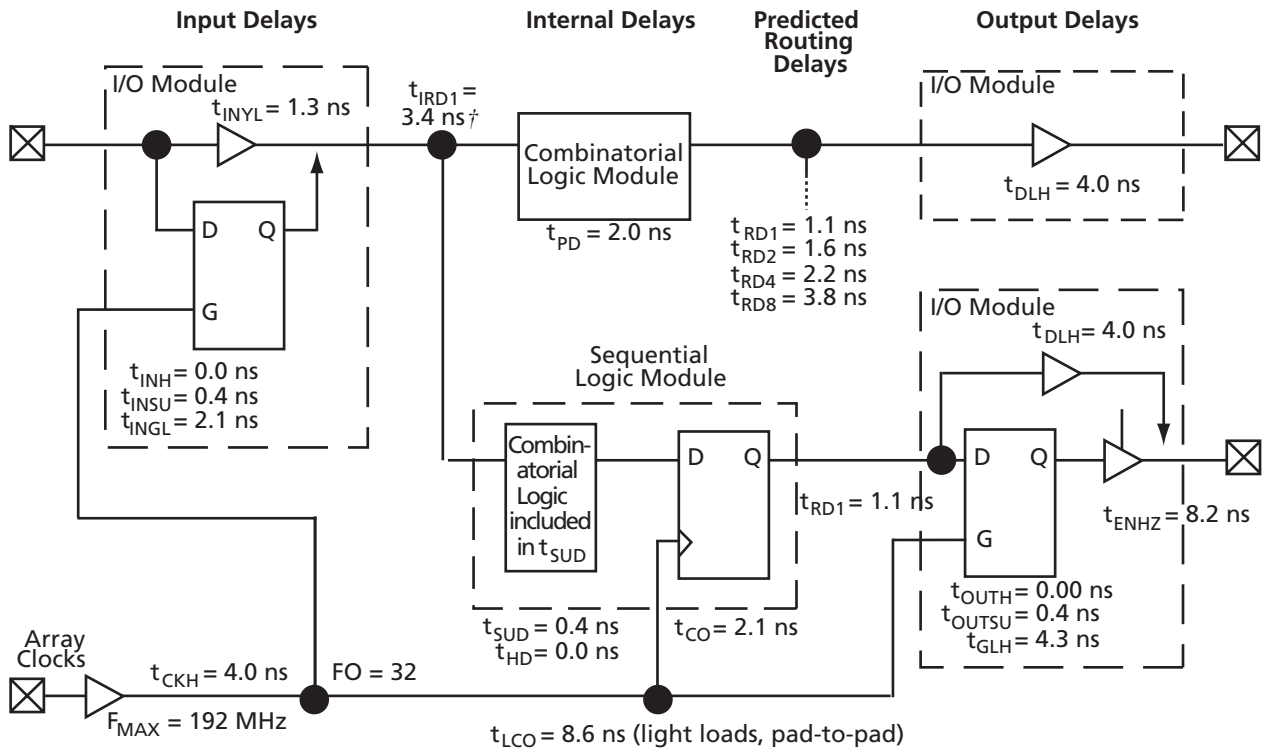 Input Delays
Internal Delays
Predicted
Routing
Delays
Output Delays
I/O Module
tINYL = 1.3 ns
tIRD1 =
3.4 ns†
Combinatorial
Logic Module
tPD = 2.0 ns
tRD1 = 1.1 ns
tRD2 = 1.6 ns
tRD4 = 2.2 ns
tRD8 = 3.8 ns
I/O Module
tDLH = 4.0 ns
D Q
G
tINH = 0.0 ns
tINSU = 0.4 ns
tINGL = 2.1 ns
Sequential
Logic Module
Combin-
atorial
Logic
included
in tSUD
D Q
tSUD = 0.4 ns
tHD = 0.0 ns
tCO = 2.1 ns
tRD1 = 1.1 ns
I/O Module
tDLH = 4.0 ns
D Q
G
tENHZ = 8.2 ns
tOUTH = 0.00 ns
tOUTSU = 0.4 ns
tGLH = 4.3 ns
Array
Clocks
tCKH = 4.0 ns
FO = 32
FMAX = 192 MHz
tLCO = 8.6 ns (light loads, pad-to-pad)